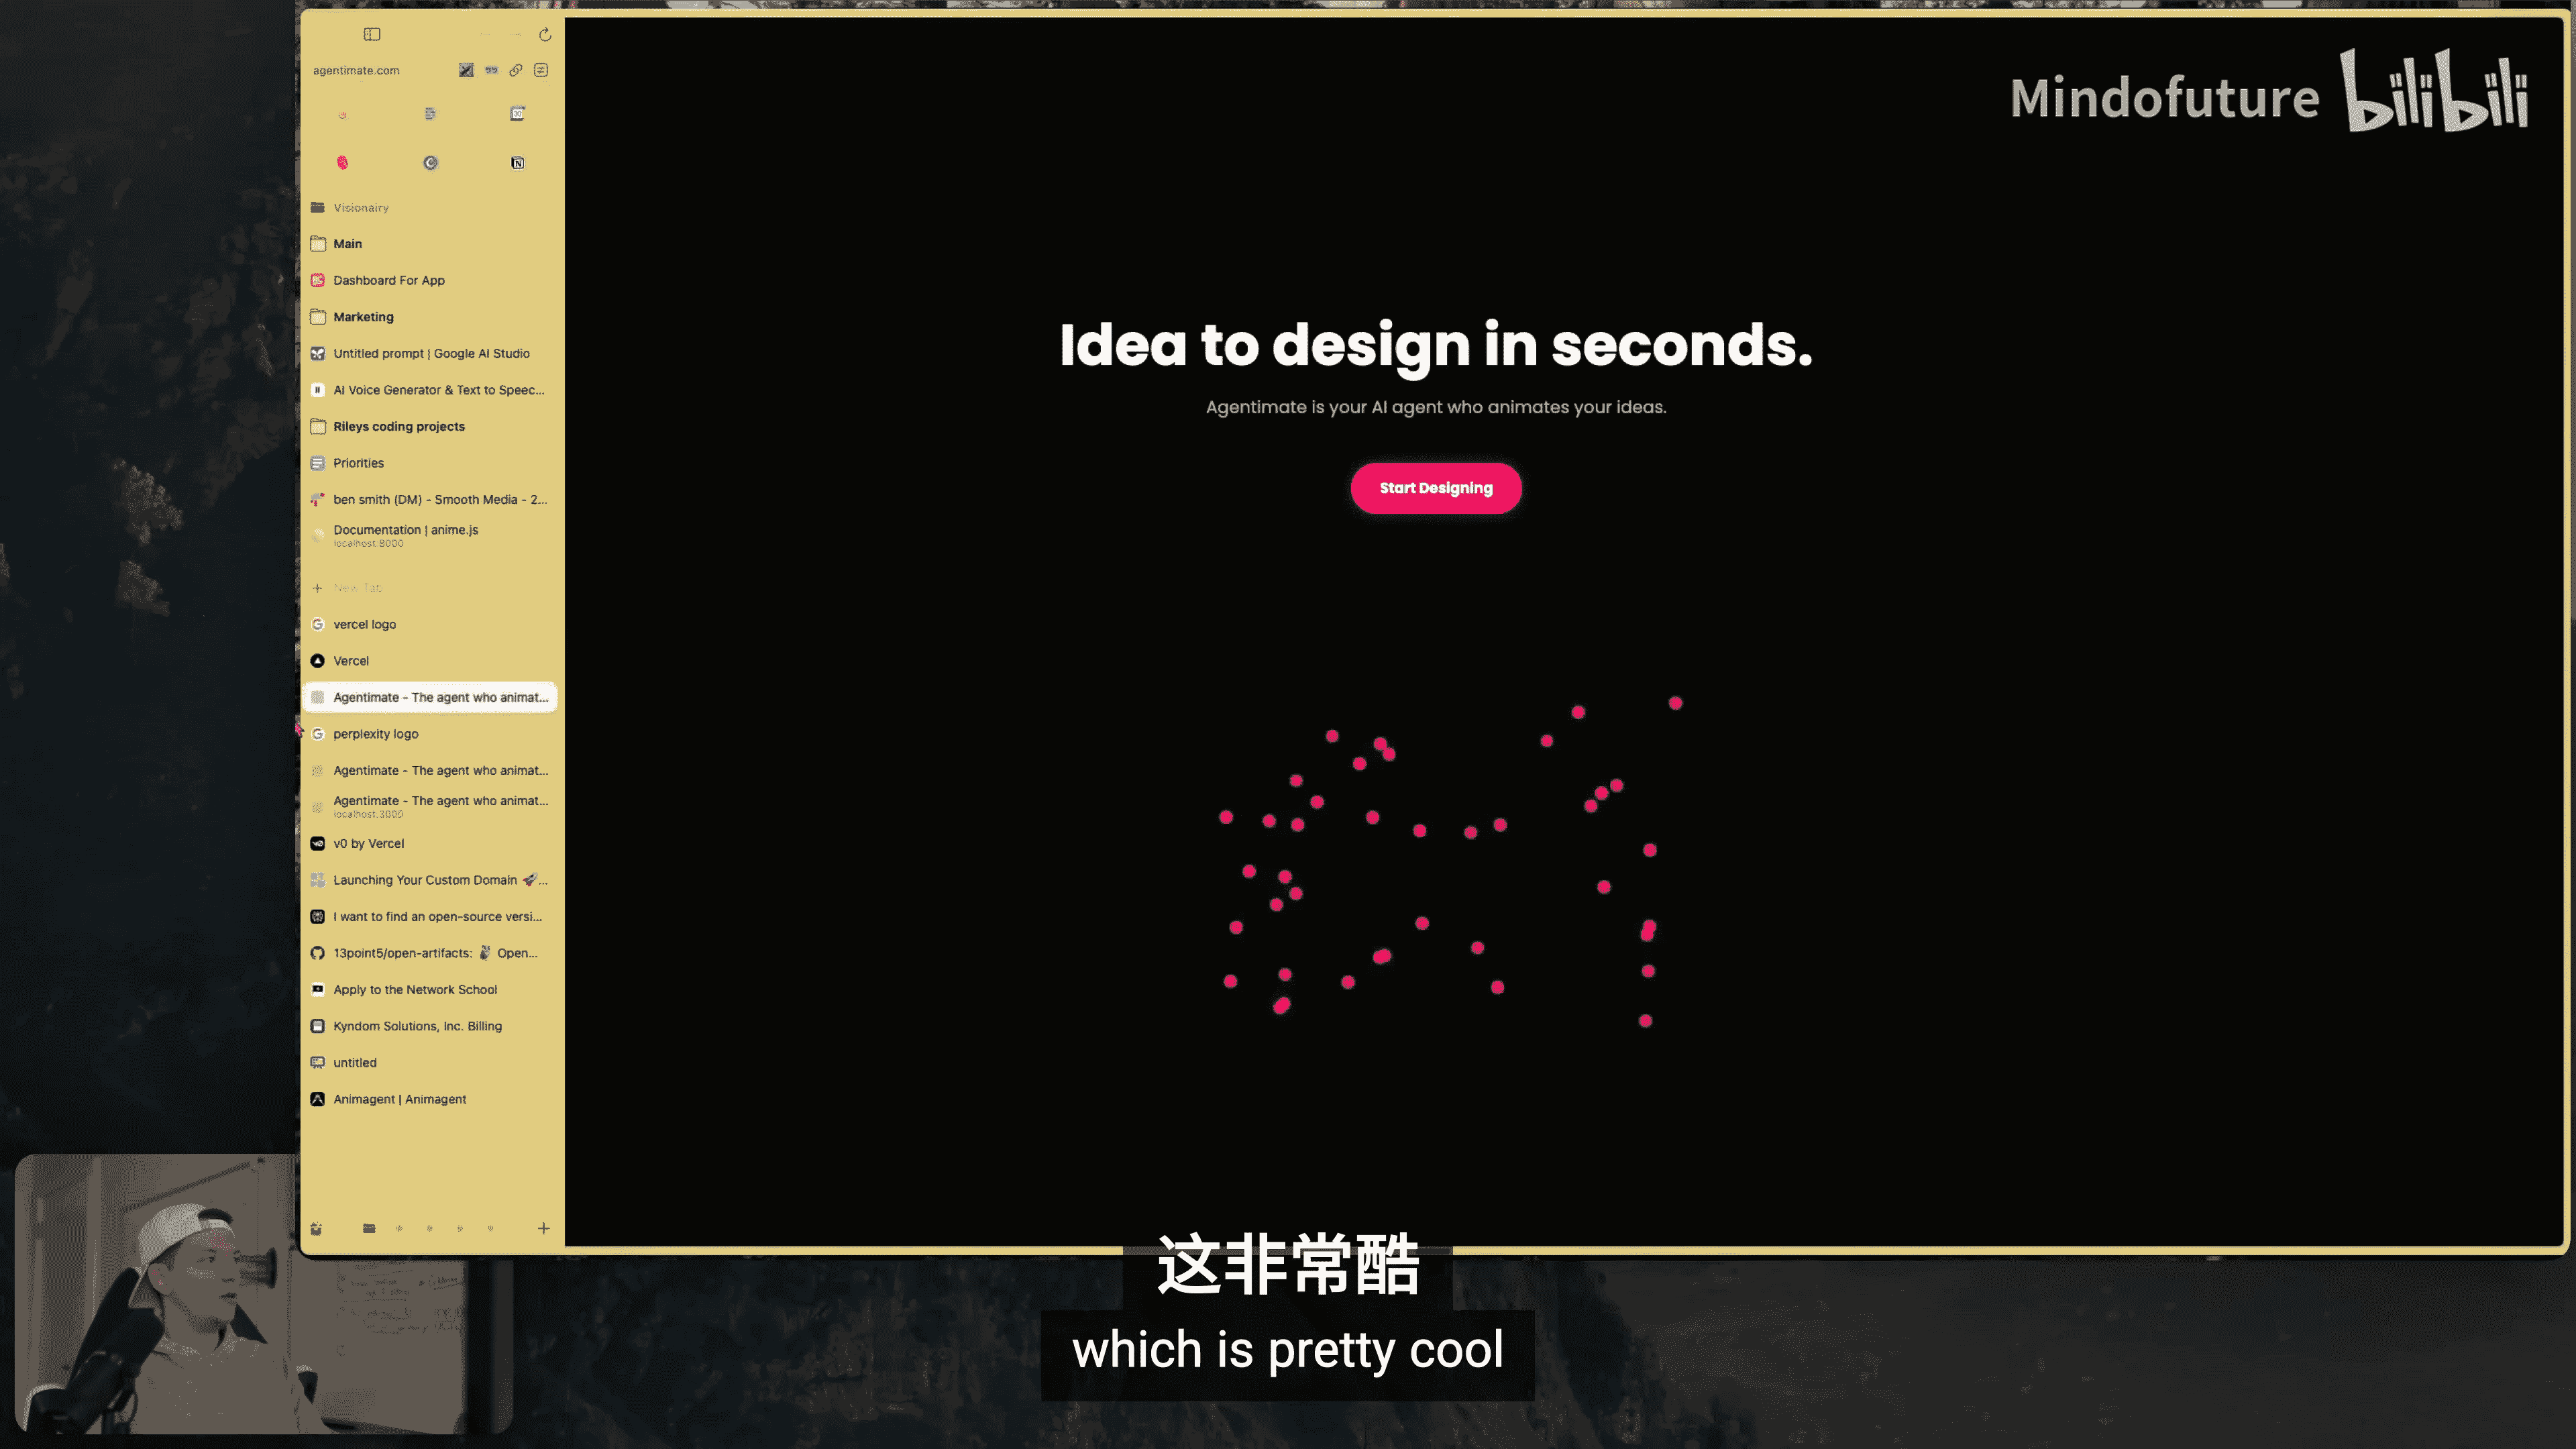 agentimate.com
Visionairy
Main
Dashboard For App
Marketing
Untitled prompt | Google AI Studio
AI Voice Generator & Text to Speec...
Rileys coding projects
Priorities
ben smith (DM) - Smooth Media - 2...
Documentation | anime.js
localhost:8000
New Tab
vercel logo
Vercel
Agentimate - The agent who animat...
perplexity logo
Agentimate - The agent who animat...
Agentimate - The agent who animat...
localhost:3000
v0 by Vercel
Launching Your Custom Domain 🚀...
I want to find an open-source versi...
13point5/open-artifacts: Open...
Apply to the Network School
Kyndom Solutions, Inc. Billing
untitled
Animagent | Animagent
Mindofuture bilibili
Idea to design in seconds.
Agentimate is your AI agent who animates your ideas.
Start Designing
这非常酷
which is pretty cool